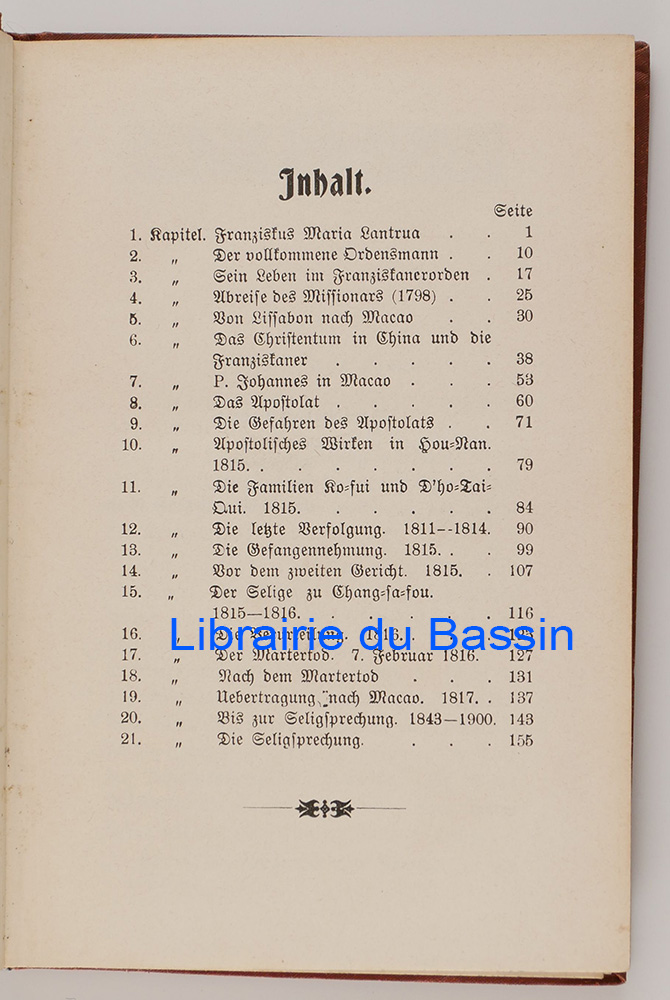 Inhalt.
Seite
1. Kapitel. Franziskus Maria Lantrua . . 1
2. „ Der vollkommene Ordensmann . . 10
3. „ Sein Leben im Franziskanerorden . 17
4. „ Abreise des Missionars (1798) . . 25
5. „ Von Lissabon nach Macao . . 30
6. „ Das Christentum in China und die
Franziskaner . . . . . 38
7. „ P. Johannes in Macao . . . 53
8. „ Das Apostolat . . . . . 60
9. „ Die Gefahren des Apostolats . . 71
10. „ Apostolisches Wirken in Hou-Nan.
1815. . . . . . . 79
11. „ Die Familien Ko-fui und D'ho-Tai-
Qui. 1815. . . . . . 84
12. „ Die letzte Verfolgung. 1811--1814. 90
13. „ Die Gefangennehmung. 1815. . . 99
14. „ Vor dem zweiten Gericht. 1815. . 107
15. „ Der Selige zu Chang-sa-fou.
1815—1816. . . . . . 116
16. „ Die Verurteilung. 1816. . . 123
Librairie du Bassin
17. „ Der Martertod. 7. Februar 1816. 127
18. „ Nach dem Martertod . . . 131
19. „ Uebertragung nach Macao. 1817. . 137
20. „ Bis zur Seligsprechung. 1843—1900. 143
21. „ Die Seligsprechung. . . . 155